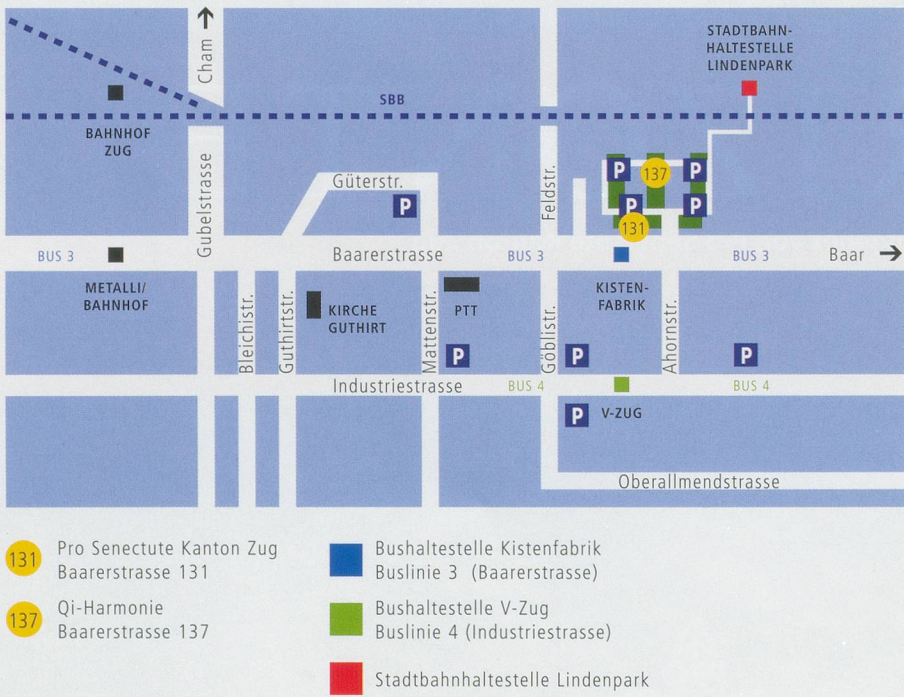 Cham
STADTBAHN-
HALTESTELLE
LINDENPARK
SBB
BAHNHOF
ZUG
Gubelstrasse
Güterstr.
P
Feldstr.
P
137
P
P
P
131
BUS 3
Baarerstrasse
BUS 3
BUS 3
Baar
METALLI/
BAHNHOF
Bleichistr.
Guthirtstr.
KIRCHE
GUTHIRT
Mattenstr.
PTT
P
Göblistr.
P
KISTEN-
FABRIK
Ahornstr.
P
Industriestrasse
BUS 4
BUS 4
P
V-ZUG
Oberallmendstrasse
131
Pro Senectute Kanton Zug
Baarerstrasse 131
137
Qi-Harmonie
Baarerstrasse 137
Bushaltestelle Kistenfabrik
Buslinie 3 (Baarerstrasse)
Bushaltestelle V-Zug
Buslinie 4 (Industriestrasse)
Stadtbahnhaltestelle Lindenpark